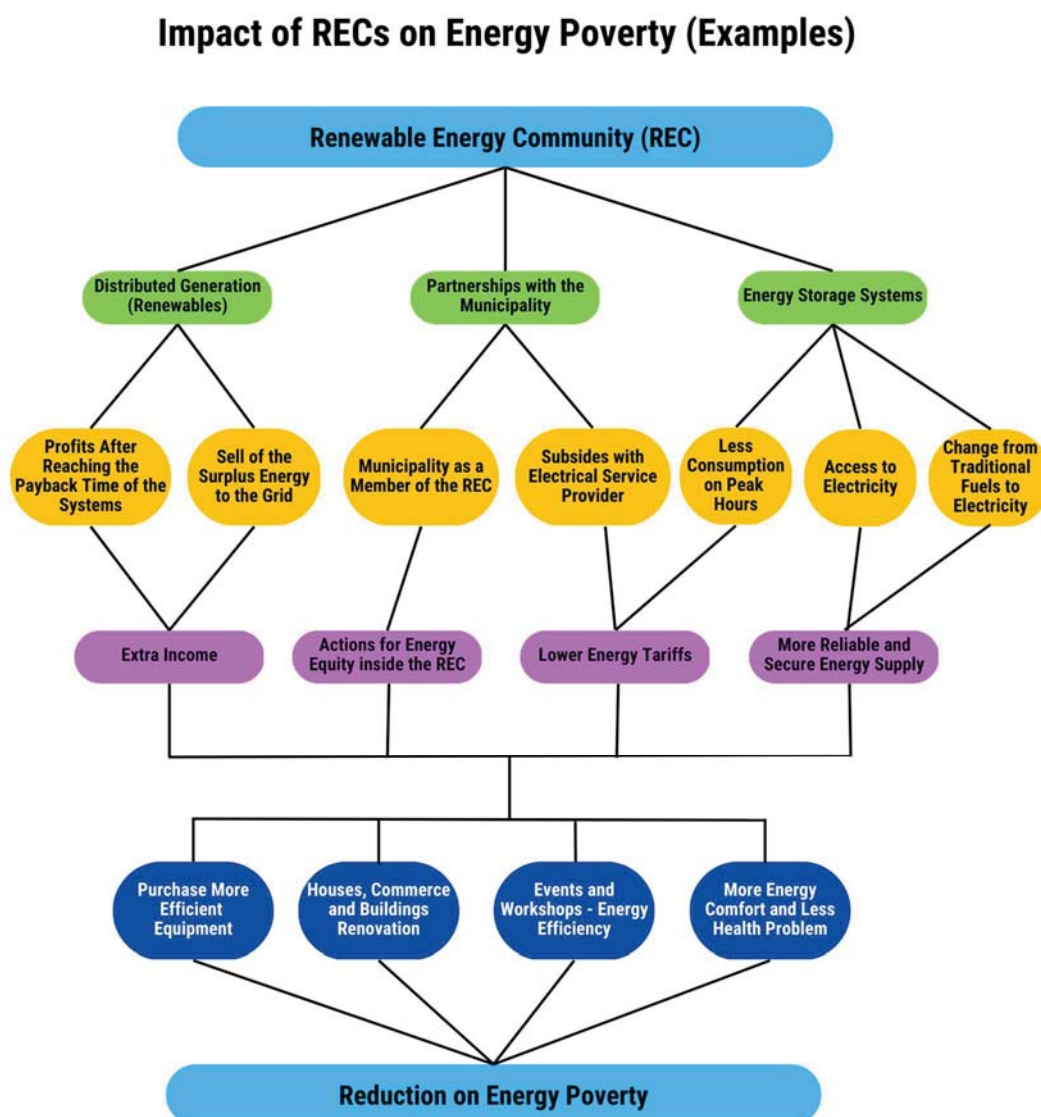 Impact of RECs on Energy Poverty (Examples)
Renewable Energy Community (REC)
Distributed Generation
(Renewables)
Partnerships with the
Municipality
Energy Storage Systems
Profits After
Reaching the
Payback Time of the
Systems
Sell of the
Surplus Energy
to the Grid
Municipality as a
Member of the REC
Subsides with
Electrical Service
Provider
Less
Consumption
on Peak
Hours
Access to
Electricity
Change from
Traditional
Fuels to
Electricity
Extra Income
Actions for Energy
Equity inside the REC
Lower Energy Tariffs
More Reliable and
Secure Energy Supply
Purchase More
Efficient
Equipment
Houses, Commerce
and Buildings
Renovation
Events and
Workshops - Energy
Efficiency
More Energy
Comfort and Less
Health Problem
Reduction on Energy Poverty